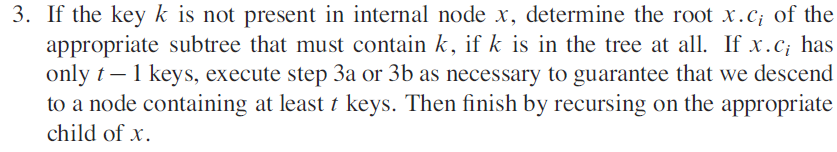 3. If the key k is not present in internal node x, determine the root x.cᵢ of the
appropriate subtree that must contain k, if k is in the tree at all. If x.cᵢ has
only t − 1 keys, execute step 3a or 3b as necessary to guarantee that we descend
to a node containing at least t keys. Then finish by recursing on the appropriate
child of x.